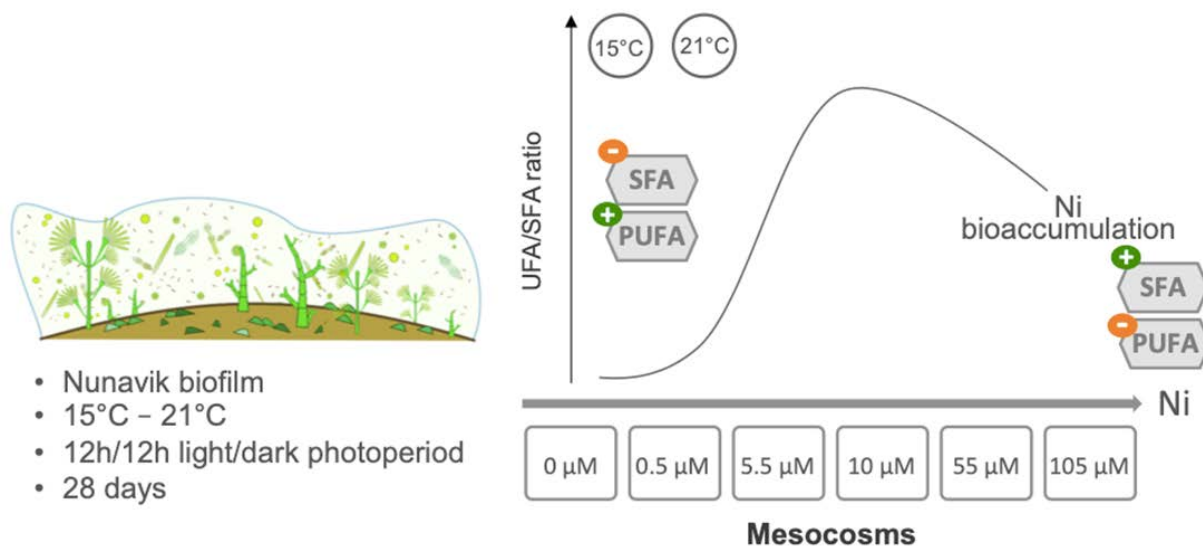 15°C
21°C
UFA/SFA ratio
-
SFA
+
PUFA
Ni
bioaccumulation
+
SFA
-
PUFA
Ni
0 µM
0.5 µM
5.5 µM
10 µM
55 µM
105 µM
Mesocosms
• Nunavik biofilm
• 15°C – 21°C
• 12h/12h light/dark photoperiod
• 28 days